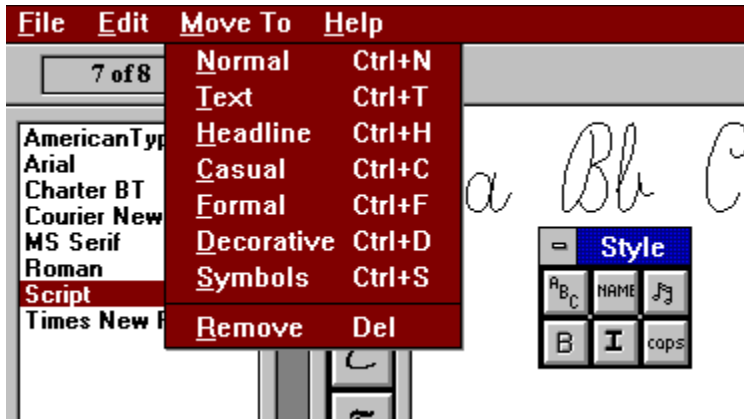 File Edit Move To Help
7 of 8
Normal Ctrl+N
Text Ctrl+T
Headline Ctrl+H
Casual Ctrl+C
Formal Ctrl+F
Decorative Ctrl+D
Symbols Ctrl+S
Remove Del
AmericanTyp
Arial
Charter BT
Courier New
MS Serif
Roman
Script
Times New
a Bb C
Style
ABC NAME
B I caps